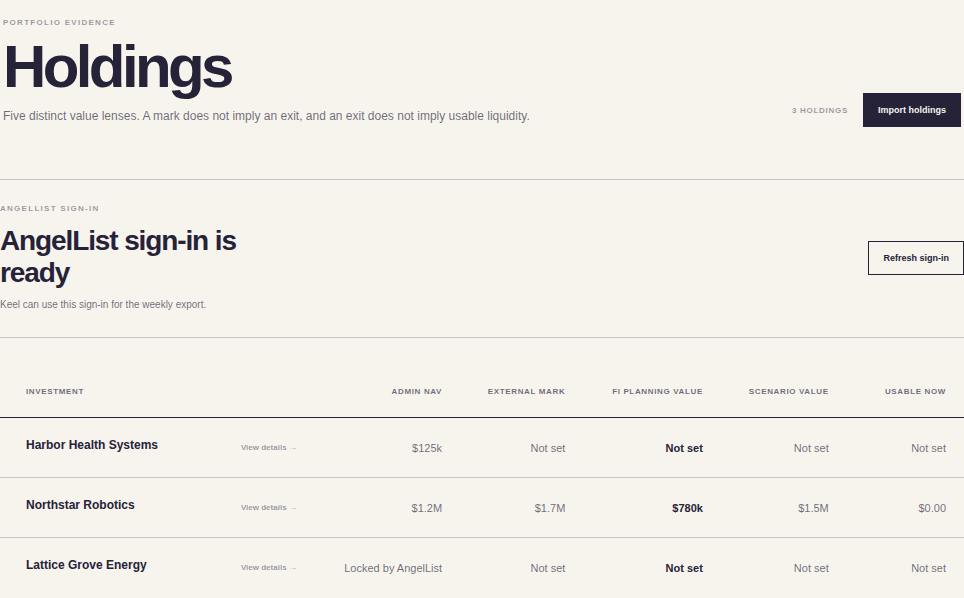 PORTFOLIO EVIDENCE
Holdings
Five distinct value lenses. A mark does not imply an exit, and an exit does not imply usable liquidity.
3 HOLDINGS
Import holdings
ANGELLIST SIGN-IN
AngelList sign-in is
ready
Keel can use this sign-in for the weekly export.
Refresh sign-in
INVESTMENT ADMIN NAV EXTERNAL MARK FI PLANNING VALUE SCENARIO VALUE USABLE NOW
Harbor Health Systems View details → $125k Not set Not set Not set Not set
Northstar Robotics View details → $1.2M $1.7M $780k $1.5M $0.00
Lattice Grove Energy View details → Locked by AngelList Not set Not set Not set Not set